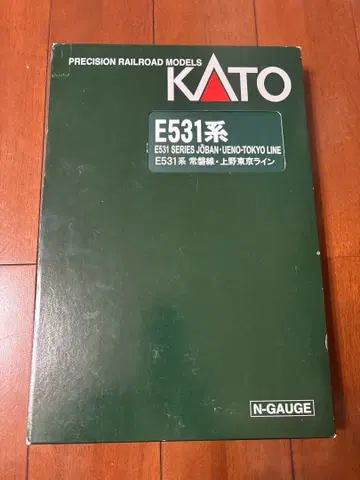 PRECISION RAILROAD MODELS
KATO
E531系
E531 SERIES JŌBAN・UENO-TOKYO LINE
E531系 常磐線・上野東京ライン
N-GAUGE